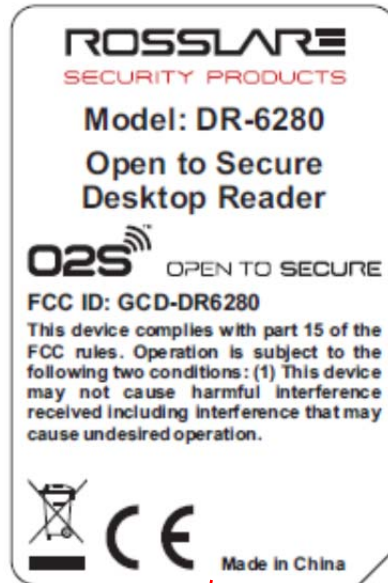 ROSSLARE
SECURITY PRODUCTS
Model: DR-6280
Open to Secure
Desktop Reader
O2S™ OPEN TO SECURE
FCC ID: GCD-DR6280
This device complies with part 15 of the
FCC rules. Operation is subject to the
following two conditions: (1) This device
may not cause harmful interference
received including interference that may
cause undesired operation.
CE
Made in China